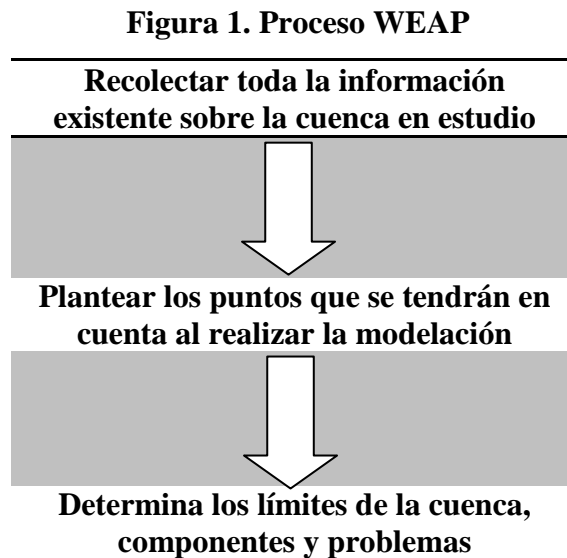 Figura 1. Proceso WEAP
Recolectar toda la información
existente sobre la cuenca en estudio
Plantear los puntos que se tendrán en
cuenta al realizar la modelación
Determina los límites de la cuenca,
componentes y problemas